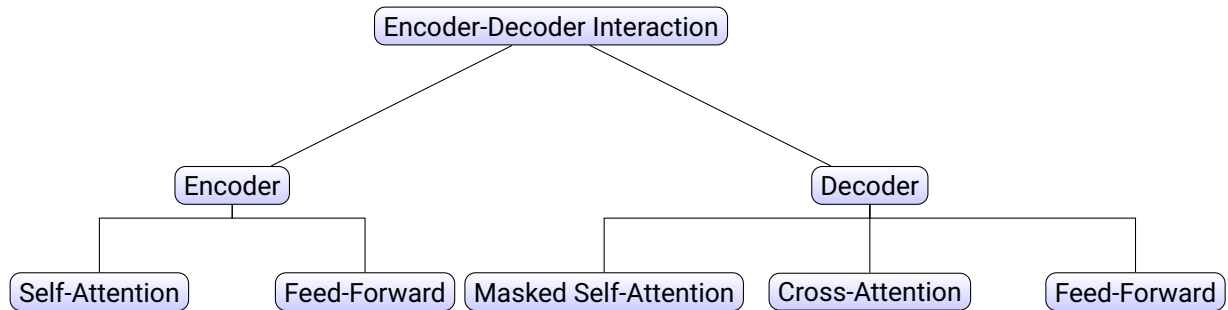 Encoder-Decoder Interaction
Encoder
Decoder
Self-Attention
Feed-Forward
Masked Self-Attention
Cross-Attention
Feed-Forward